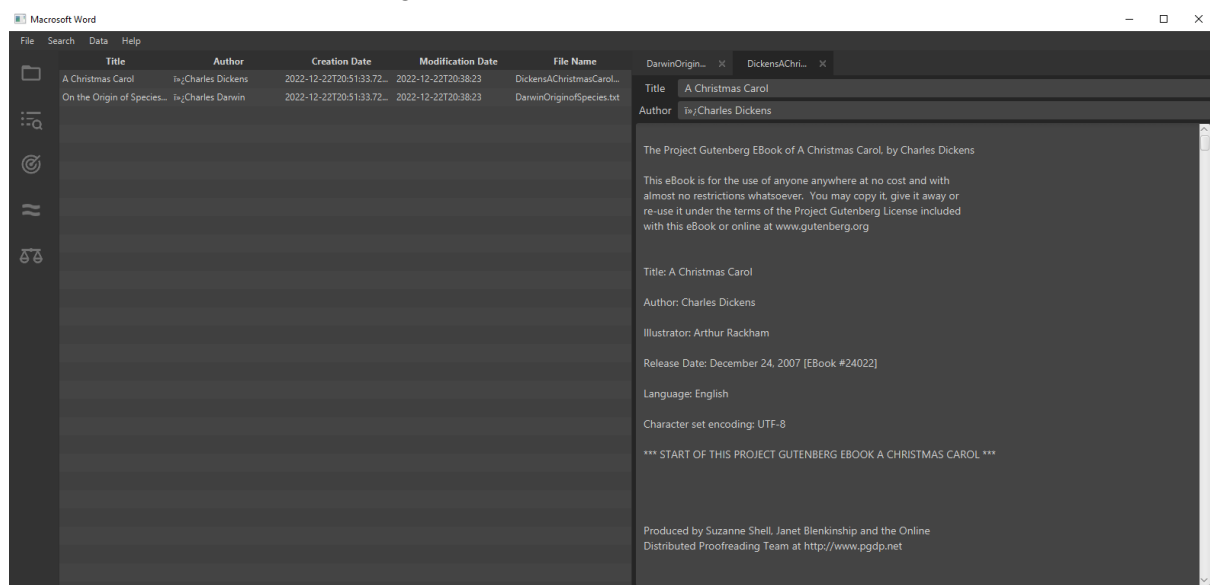 Macrosoft Word
File Search Data Help
Title Author Creation Date Modification Date File Name
A Christmas Carol ï»¿Charles Dickens 2022-12-22T20:51:33.72... 2022-12-22T20:38:23 DickensAChristmasCarol...
On the Origin of Species... ï»¿Charles Darwin 2022-12-22T20:51:33.72... 2022-12-22T20:38:23 DarwinOriginofSpecies.txt
DarwinOrigin... DickensAChri...
Title A Christmas Carol
Author ï»¿Charles Dickens
The Project Gutenberg EBook of A Christmas Carol, by Charles Dickens
This eBook is for the use of anyone anywhere at no cost and with
almost no restrictions whatsoever. You may copy it, give it away or
re-use it under the terms of the Project Gutenberg License included
with this eBook or online at www.gutenberg.org
Title: A Christmas Carol
Author: Charles Dickens
Illustrator: Arthur Rackham
Release Date: December 24, 2007 [EBook #24022]
Language: English
Character set encoding: UTF-8
*** START OF THIS PROJECT GUTENBERG EBOOK A CHRISTMAS CAROL ***
Produced by Suzanne Shell, Janet Blenkinship and the Online
Distributed Proofreading Team at http://www.pgdp.net